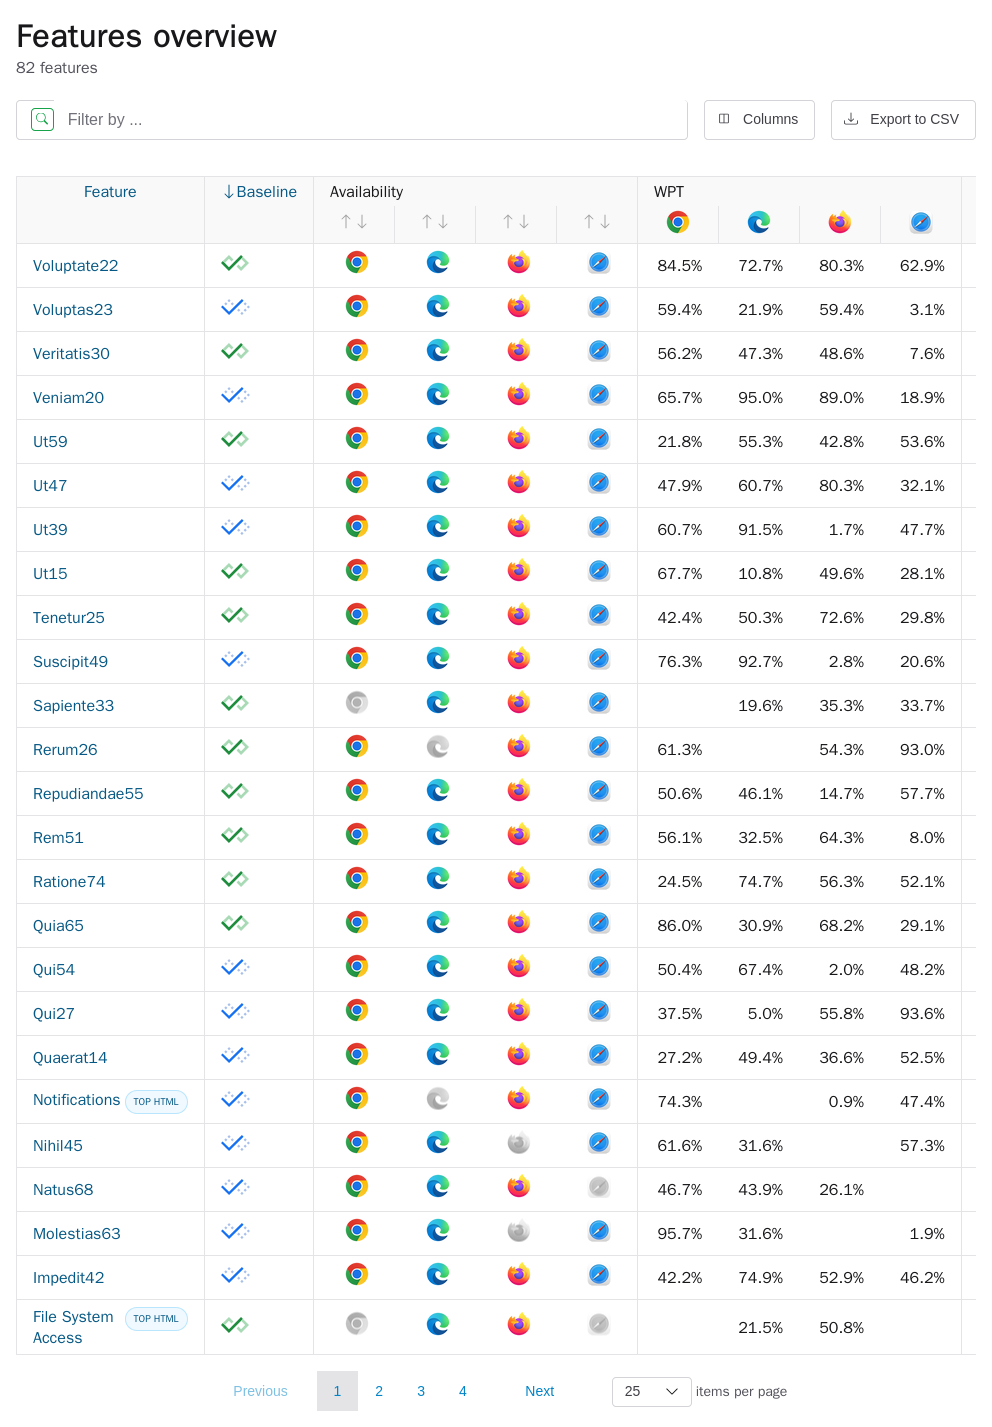 Features overview
82 features
Filter by ...
Columns
Export to CSV
Feature
Baseline
Availability
WPT
Voluptate22 84.5% 72.7% 80.3% 62.9%
Voluptas23 59.4% 21.9% 59.4% 3.1%
Veritatis30 56.2% 47.3% 48.6% 7.6%
Veniam20 65.7% 95.0% 89.0% 18.9%
Ut59 21.8% 55.3% 42.8% 53.6%
Ut47 47.9% 60.7% 80.3% 32.1%
Ut39 60.7% 91.5% 1.7% 47.7%
Ut15 67.7% 10.8% 49.6% 28.1%
Tenetur25 42.4% 50.3% 72.6% 29.8%
Suscipit49 76.3% 92.7% 2.8% 20.6%
Sapiente33 19.6% 35.3% 33.7%
Rerum26 61.3% 54.3% 93.0%
Repudiandae55 50.6% 46.1% 14.7% 57.7%
Rem51 56.1% 32.5% 64.3% 8.0%
Ratione74 24.5% 74.7% 56.3% 52.1%
Quia65 86.0% 30.9% 68.2% 29.1%
Qui54 50.4% 67.4% 2.0% 48.2%
Qui27 37.5% 5.0% 55.8% 93.6%
Quaerat14 27.2% 49.4% 36.6% 52.5%
Notifications TOP HTML 74.3% 0.9% 47.4%
Nihil45 61.6% 31.6% 57.3%
Natus68 46.7% 43.9% 26.1%
Molestias63 95.7% 31.6% 1.9%
Impedit42 42.2% 74.9% 52.9% 46.2%
File System TOP HTML
Access 21.5% 50.8%
Previous 1 2 3 4 Next 25 items per page